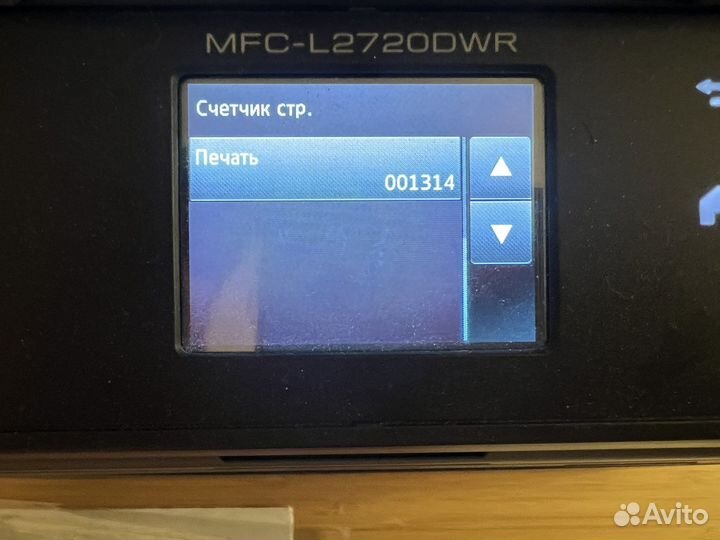 MFC-L2720DWR
Счетчик стр.
Печать
001314
Avito